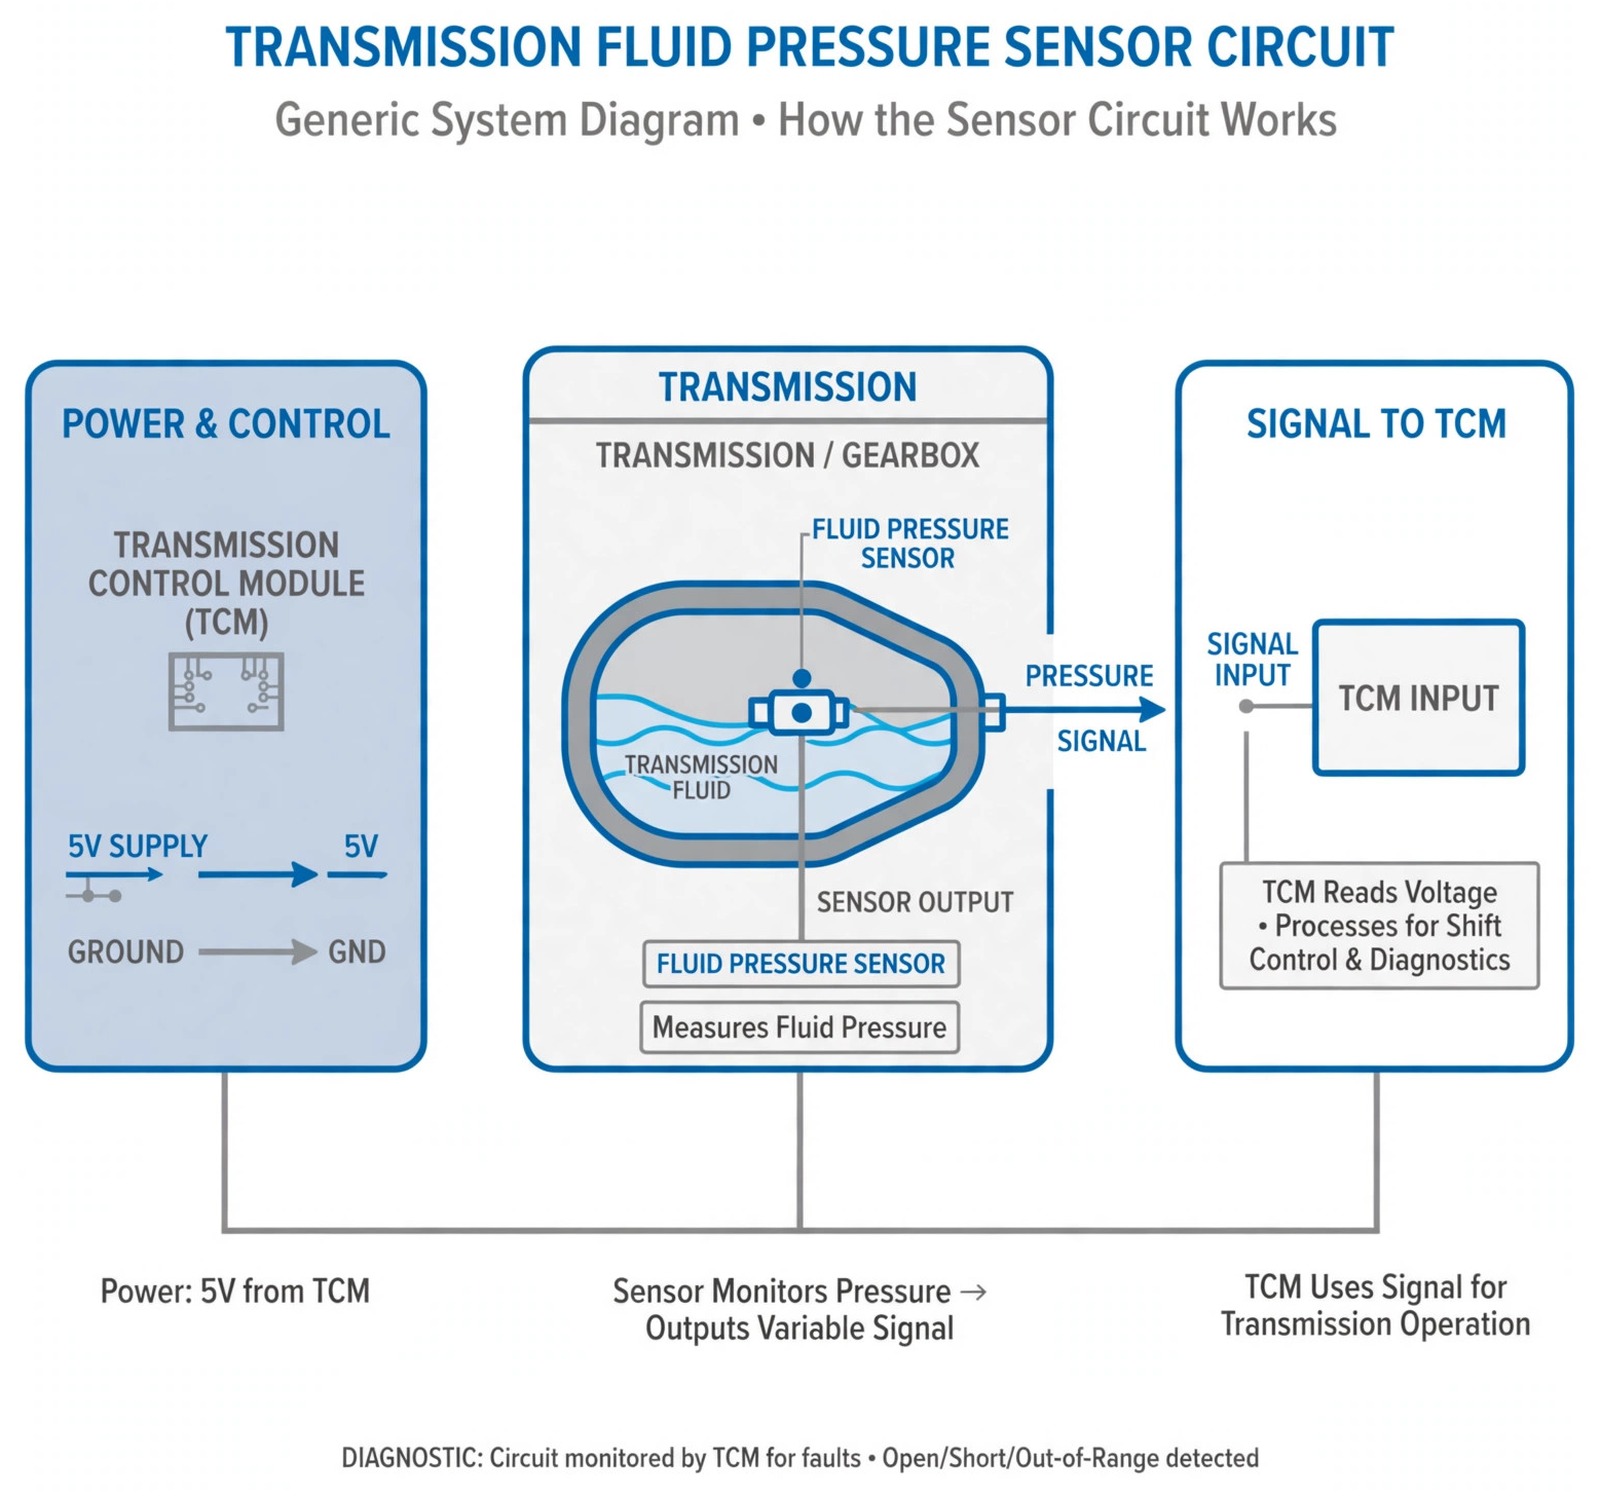 TRANSMISSION FLUID PRESSURE SENSOR CIRCUIT
Generic System Diagram • How the Sensor Circuit Works
POWER & CONTROL
TRANSMISSION
CONTROL MODULE
(TCM)
5V SUPPLY
5V
GROUND
GND
TRANSMISSION
TRANSMISSION / GEARBOX
FLUID PRESSURE
SENSOR
TRANSMISSION
FLUID
SENSOR OUTPUT
FLUID PRESSURE SENSOR
Measures Fluid Pressure
PRESSURE
SIGNAL
SIGNAL TO TCM
SIGNAL
INPUT
TCM INPUT
TCM Reads Voltage
• Processes for Shift
Control & Diagnostics
Power: 5V from TCM
Sensor Monitors Pressure →
Outputs Variable Signal
TCM Uses Signal for
Transmission Operation
DIAGNOSTIC: Circuit monitored by TCM for faults • Open/Short/Out-of-Range detected